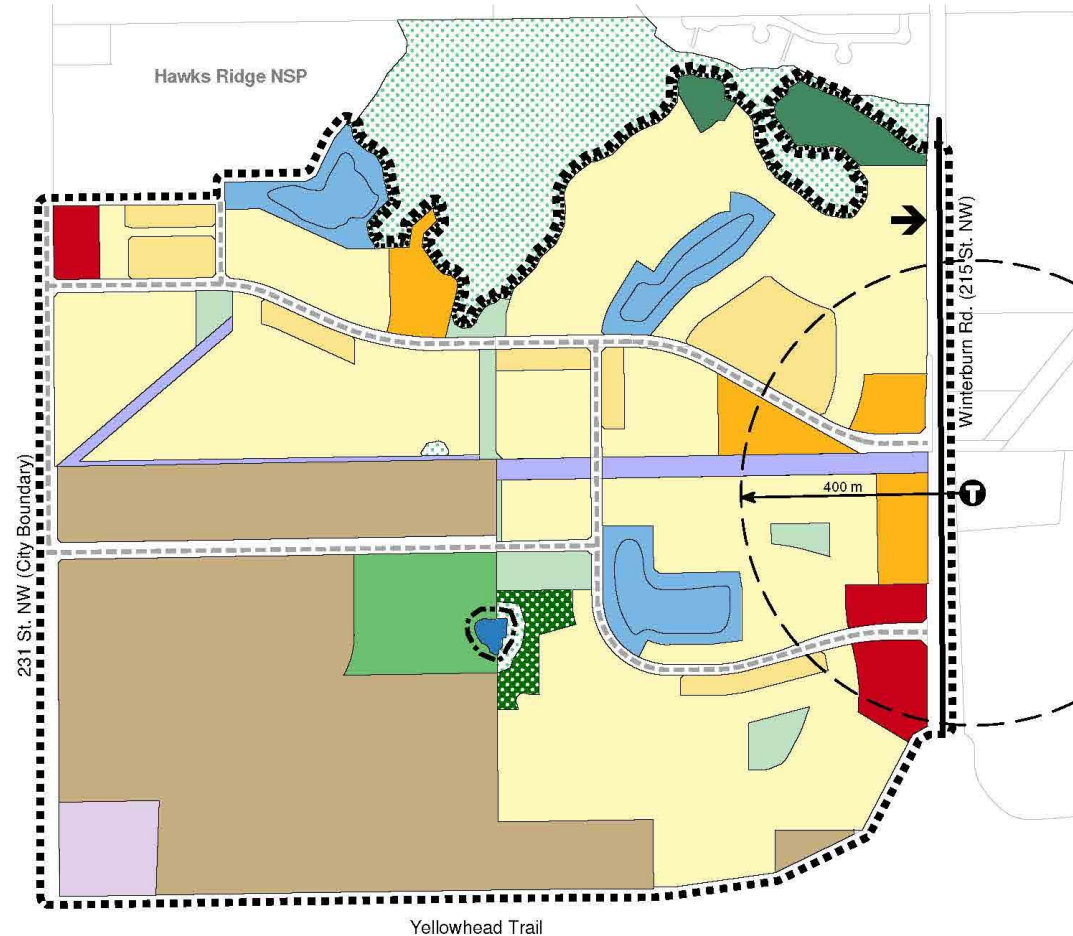 Hawks Ridge NSP
Winterburn Rd. (215 St. NW)
400 m
T
231 St. NW (City Boundary)
Yellowhead Trail